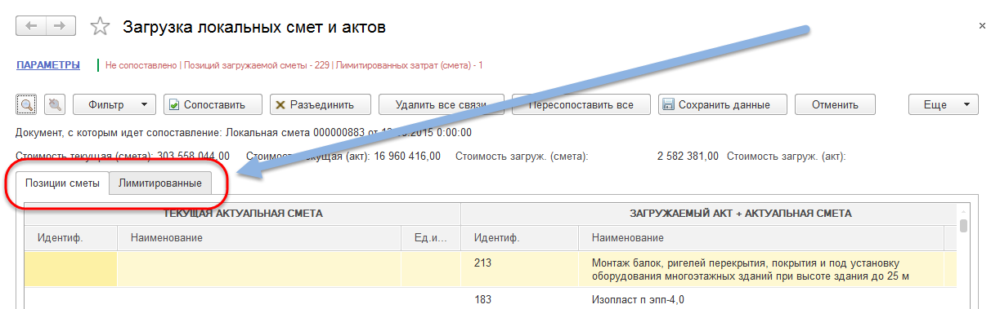 Загрузка локальных смет и актов
ПАРАМЕТРЫ Не сопоставлено | Позиций загружаемой сметы - 229 | Лимитированных затрат (смета) - 1
Фильтр Сопоставить Разъединить Удалить все связи Пересопоставить все Сохранить данные Отменить Еще
Документ, с которым идет сопоставление: Локальная смета 000000883 от 2015 0:00:00
Стоимость текущая (смета): 303 558 044,00 Стоимость текущая (акт): 16 960 416,00 Стоимость загруж. (смета): 2 582 381,00 Стоимость загруж. (акт):
Позиции сметы Лимитированные
ТЕКУЩАЯ АКТУАЛЬНАЯ СМЕТА ЗАГРУЖАЕМЫЙ АКТ + АКТУАЛЬНАЯ СМЕТА
Идентиф. Наименование Ед.и... Идентиф. Наименование
213 Монтаж балок, ригелей перекрытия, покрытия и под установку
оборудования многоэтажных зданий при высоте здания до 25 м
183 Изопласт п эпп-4,0